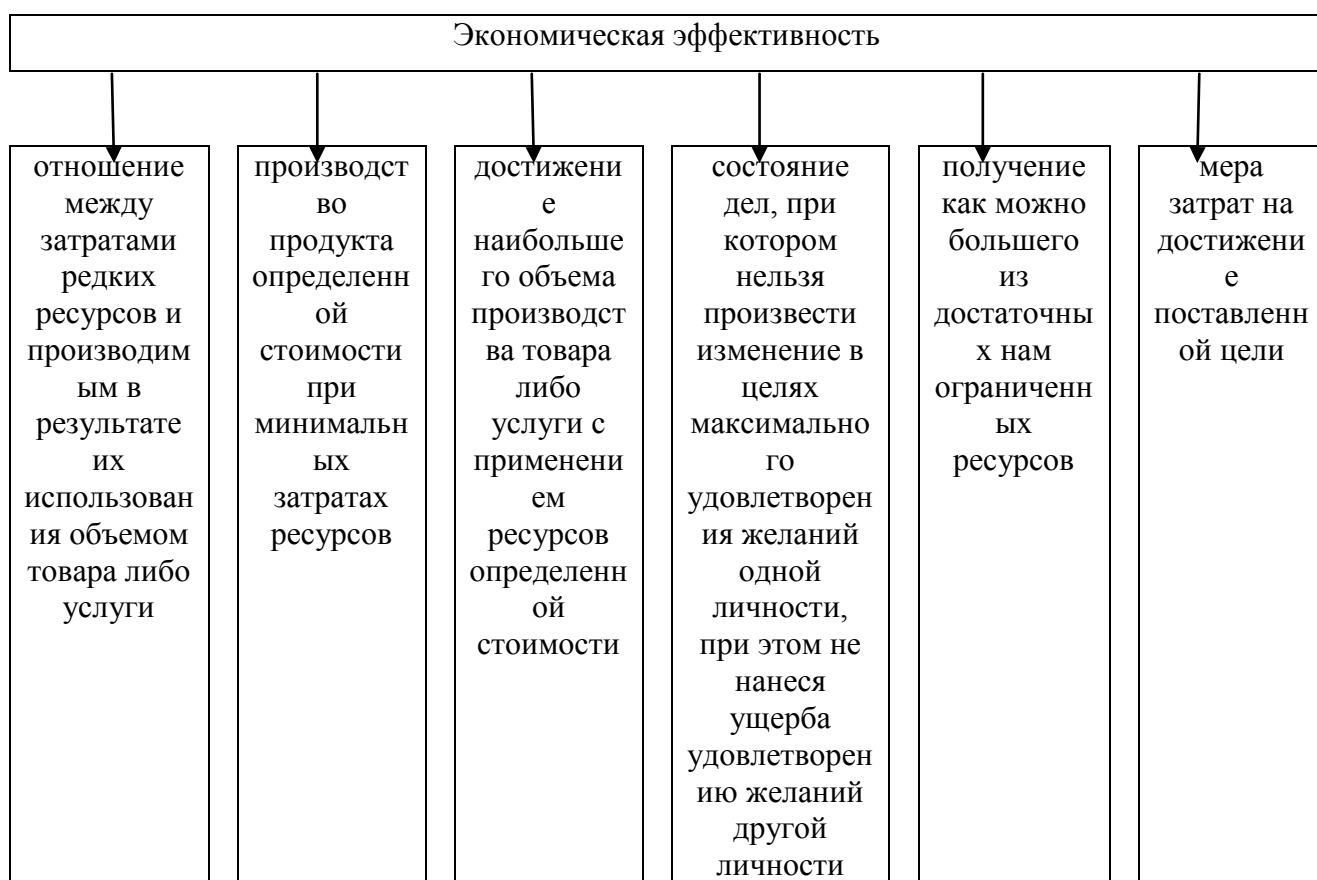 Экономическая эффективность
отношение
между
затратами
редких
ресурсов и
производим
ым в
результате
их
использован
ия объемом
товара либо
услуги
производст
во
продукта
определенн
ой
стоимости
при
минимальн
ых
затратах
ресурсов
достижени
е
наибольше
го объема
производст
ва товара
либо
услуги с
применени
ем
ресурсов
определенн
ой
стоимости
состояние
дел, при
котором
нельзя
произвести
изменение в
целях
максимально
го
удовлетворен
ия желаний
одной
личности,
при этом не
нанеся
ущерба
удовлетворен
ию желаний
другой
личности
получение
как можно
большего
из
достаточны
х нам
ограниченн
ых
ресурсов
мера
затрат на
достижени
е
поставленн
ой цели